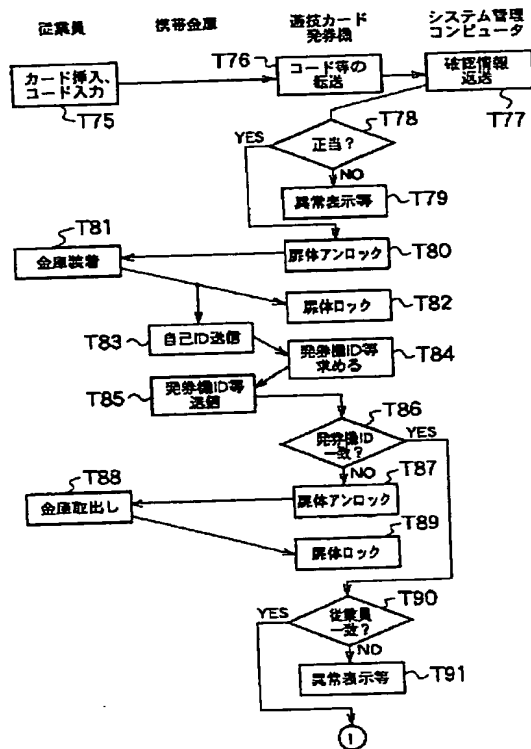 従業員
携帯金庫
遊技カード
発券機
システム管理
コンピュータ
カード挿入、
コード入力
T75
T76
コード等の
転送
確認情報
返送
T77
T78
正当?
YES
NO
異常表示等
T79
T81
金庫装着
扉体アンロック
T80
扉体ロック
T82
T83
自己ID送信
発券機ID等
求める
T84
T85
発券機ID等
送信
T86
発券機ID
一致?
YES
NO
T87
T88
金庫取出し
扉体アンロック
T89
扉体ロック
T90
YES
従業員
一致?
NO
異常表示等
T91
1